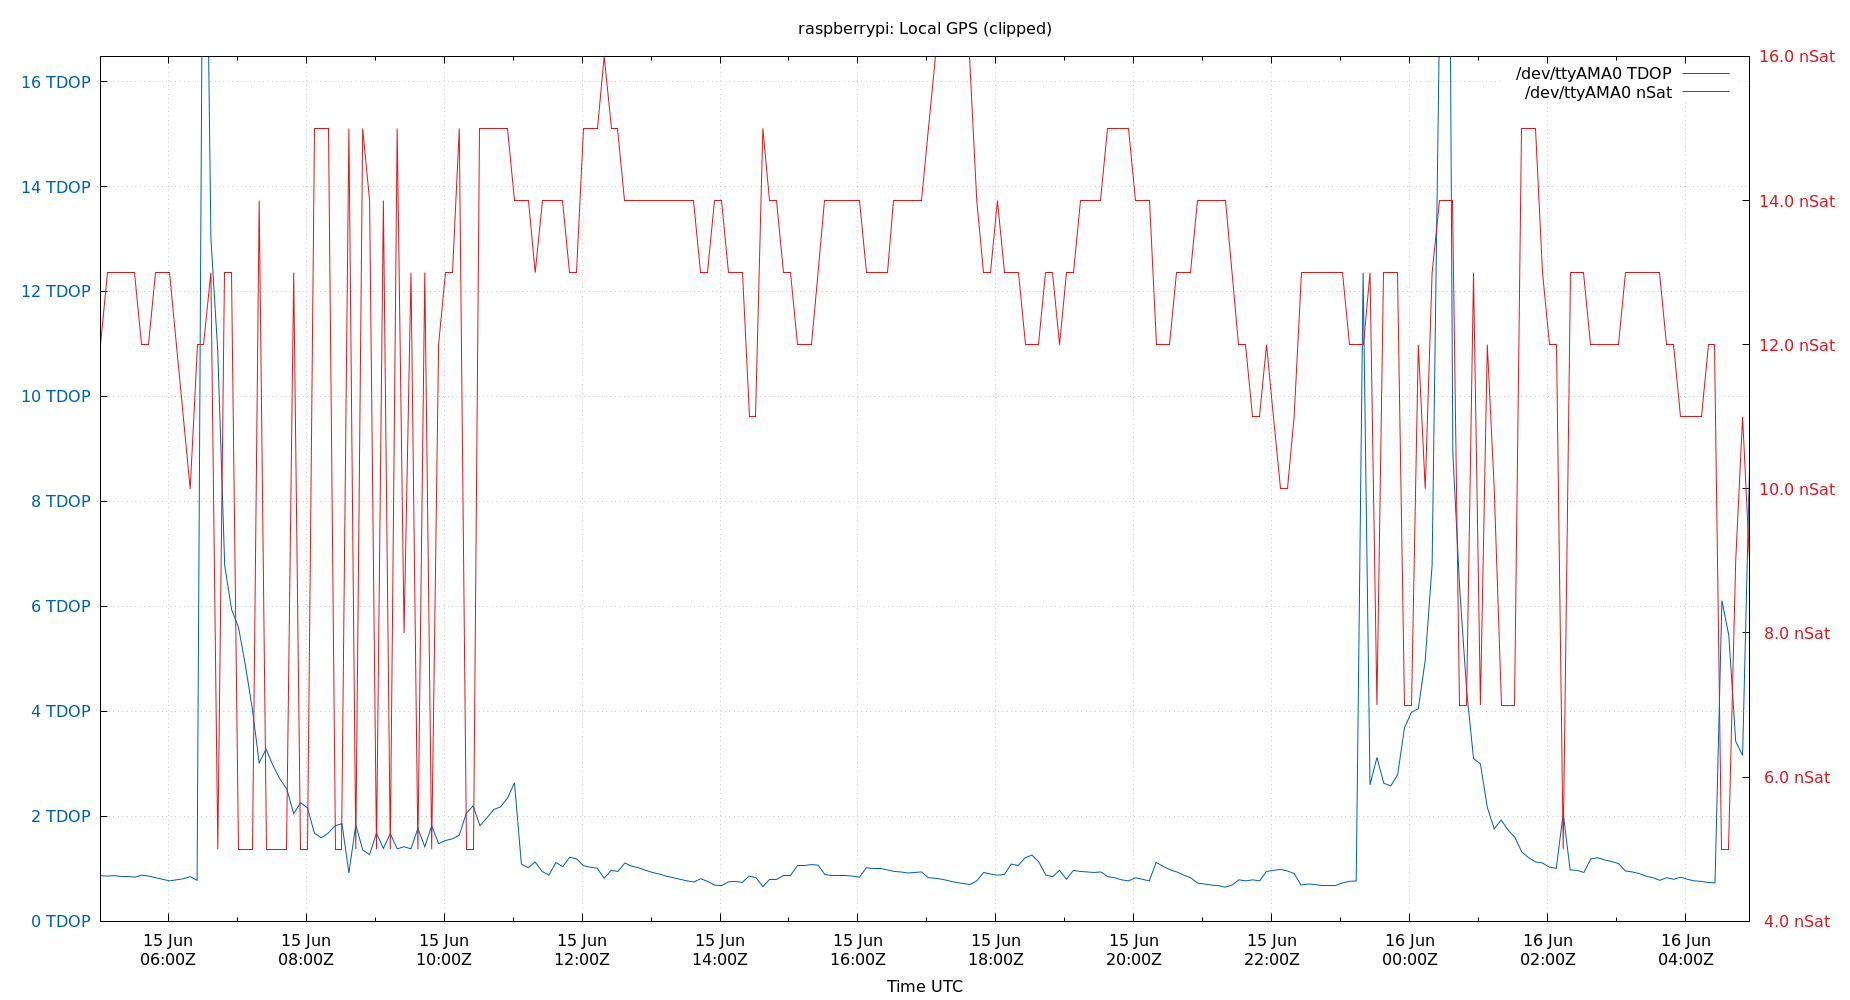 raspberrypi: Local GPS (clipped)
/dev/ttyAMA0 TDOP
/dev/ttyAMA0 nSat
16 TDOP
14 TDOP
12 TDOP
10 TDOP
8 TDOP
6 TDOP
4 TDOP
2 TDOP
0 TDOP
16.0 nSat
14.0 nSat
12.0 nSat
10.0 nSat
8.0 nSat
6.0 nSat
4.0 nSat
15 Jun
06:00Z
15 Jun
08:00Z
15 Jun
10:00Z
15 Jun
12:00Z
15 Jun
14:00Z
15 Jun
16:00Z
15 Jun
18:00Z
15 Jun
20:00Z
15 Jun
22:00Z
16 Jun
00:00Z
16 Jun
02:00Z
16 Jun
04:00Z
Time UTC